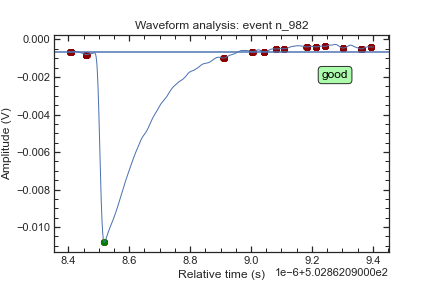 Waveform analysis: event n_982
0.000
−0.002
−0.004
−0.006
−0.008
−0.010
Amplitude (V)
good
8.4 8.6 8.8 9.0 9.2 9.4
Relative time (s) 1e−6+5.0286209000e2